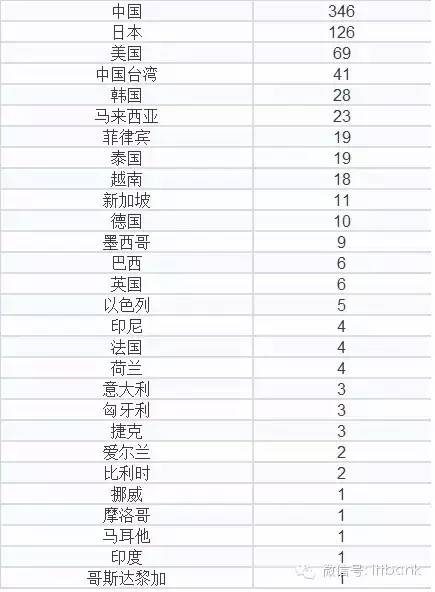 中国 346
日本 126
美国 69
中国台湾 41
韩国 28
马来西亚 23
菲律宾 19
泰国 19
越南 18
新加坡 11
德国 10
墨西哥 9
巴西 6
英国 6
以色列 5
印尼 4
法国 4
荷兰 4
意大利 3
匈牙利 3
捷克 3
爱尔兰 2
比利时 2
挪威 1
摩洛哥 1
马耳他 1
印度 1
哥斯达黎加 1
微信号: iftbank